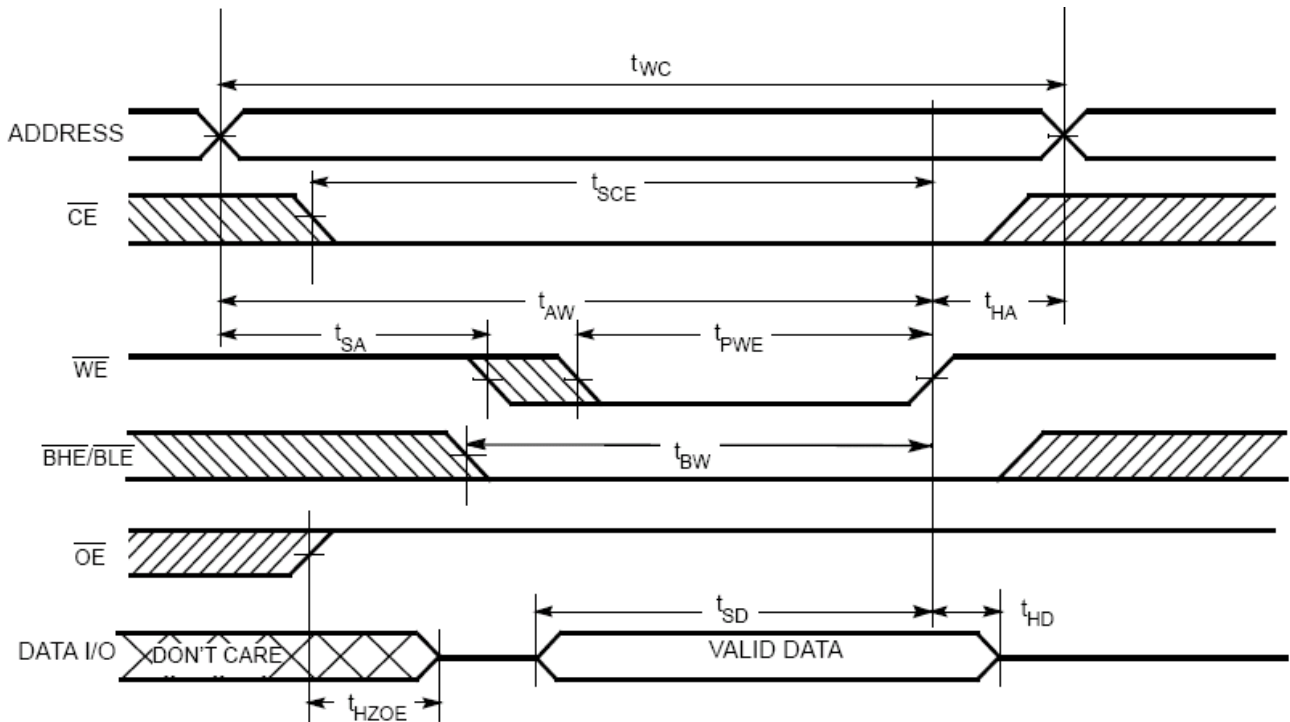 tWC
ADDRESS
tSCE
CE
tAW
tHA
tSA
tPWE
WE
BHE/BLE
tBW
OE
tSD
tHD
DATA I/O
DON'T CARE
VALID DATA
tHZOE